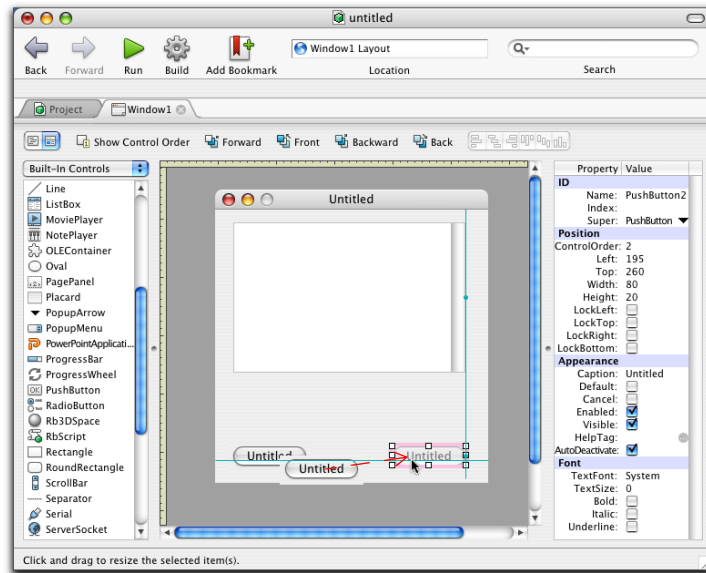 untitled
Back
Forward
Run
Build
Add Bookmark
Window1 Layout
Location
Search
Project
Window1
Show Control Order
Forward
Front
Backward
Back
Built-In Controls
Line
ListBox
MoviePlayer
NotePlayer
OLEContainer
Oval
PagePanel
Placard
PopupArrow
PopupMenu
PowerPointApplicati...
ProgressBar
ProgressWheel
PushButton
RadioButton
Rb3DSpace
RbScript
Rectangle
RoundRectangle
ScrollBar
Separator
Serial
ServerSocket
Untitled
Untitled
Untitled
Untitled
Property Value
ID
Name: PushButton2
Index:
Super: PushButton
Position
ControlOrder: 2
Left: 195
Top: 260
Width: 80
Height: 20
LockLeft:
LockTop:
LockRight:
LockBottom:
Appearance
Caption: Untitled
Default:
Cancel:
Enabled:
Visible:
HelpTag:
AutoDeactivate:
Font
TextFont: System
TextSize: 0
Bold:
Italic:
Underline:
Click and drag to resize the selected item(s).